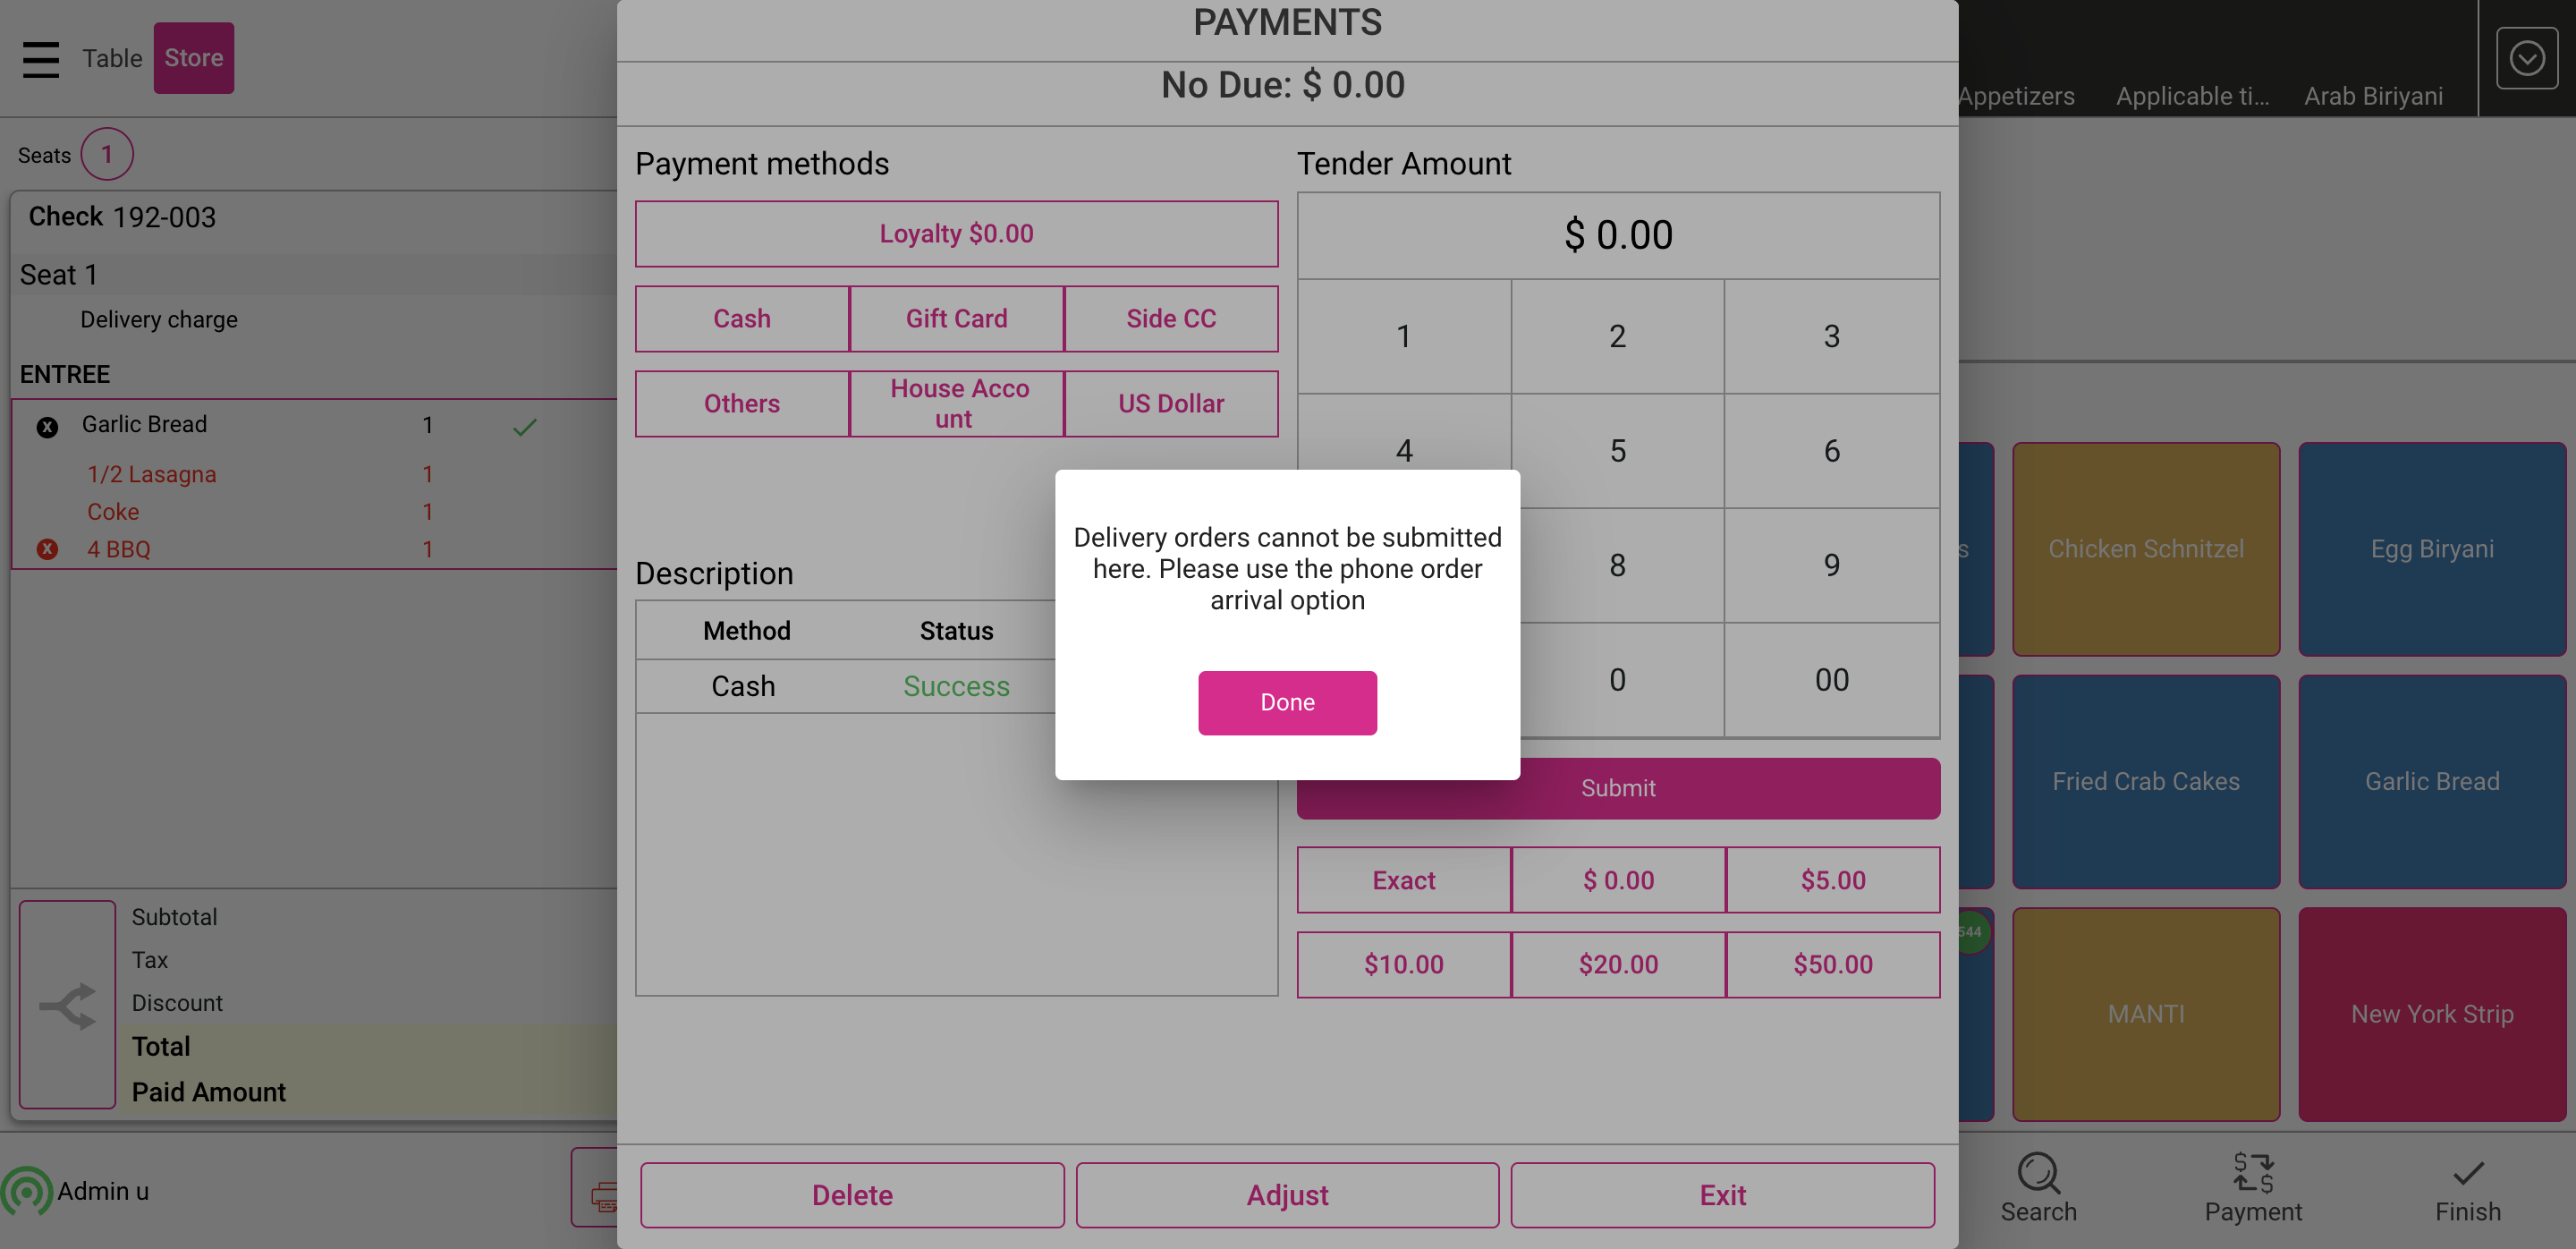 Table
Store
Seats
1
Check 192-003
Seat 1
Delivery charge
ENTREE
X Garlic Bread 1
1/2 Lasagna 1
Coke 1
X 4 BBQ 1
Subtotal
Tax
Discount
Total
Paid Amount
Admin u
PAYMENTS
No Due: $ 0.00
Payment methods
Loyalty $0.00
Cash
Gift Card
Side CC
Others
House Acco
unt
US Dollar
Description
Method Status
Cash Success
Tender Amount
$ 0.00
1 2 3
4 5 6
8 9
0 00
Submit
Exact $ 0.00 $5.00
$10.00 $20.00 $50.00
Delivery orders cannot be submitted
here. Please use the phone order
arrival option
Done
Delete
Adjust
Exit
Appetizers
Applicable ti...
Arab Biriyani
s
Chicken Schnitzel
Egg Biryani
Fried Crab Cakes
Garlic Bread
544
MANTI
New York Strip
Search
$ $
Payment
Finish